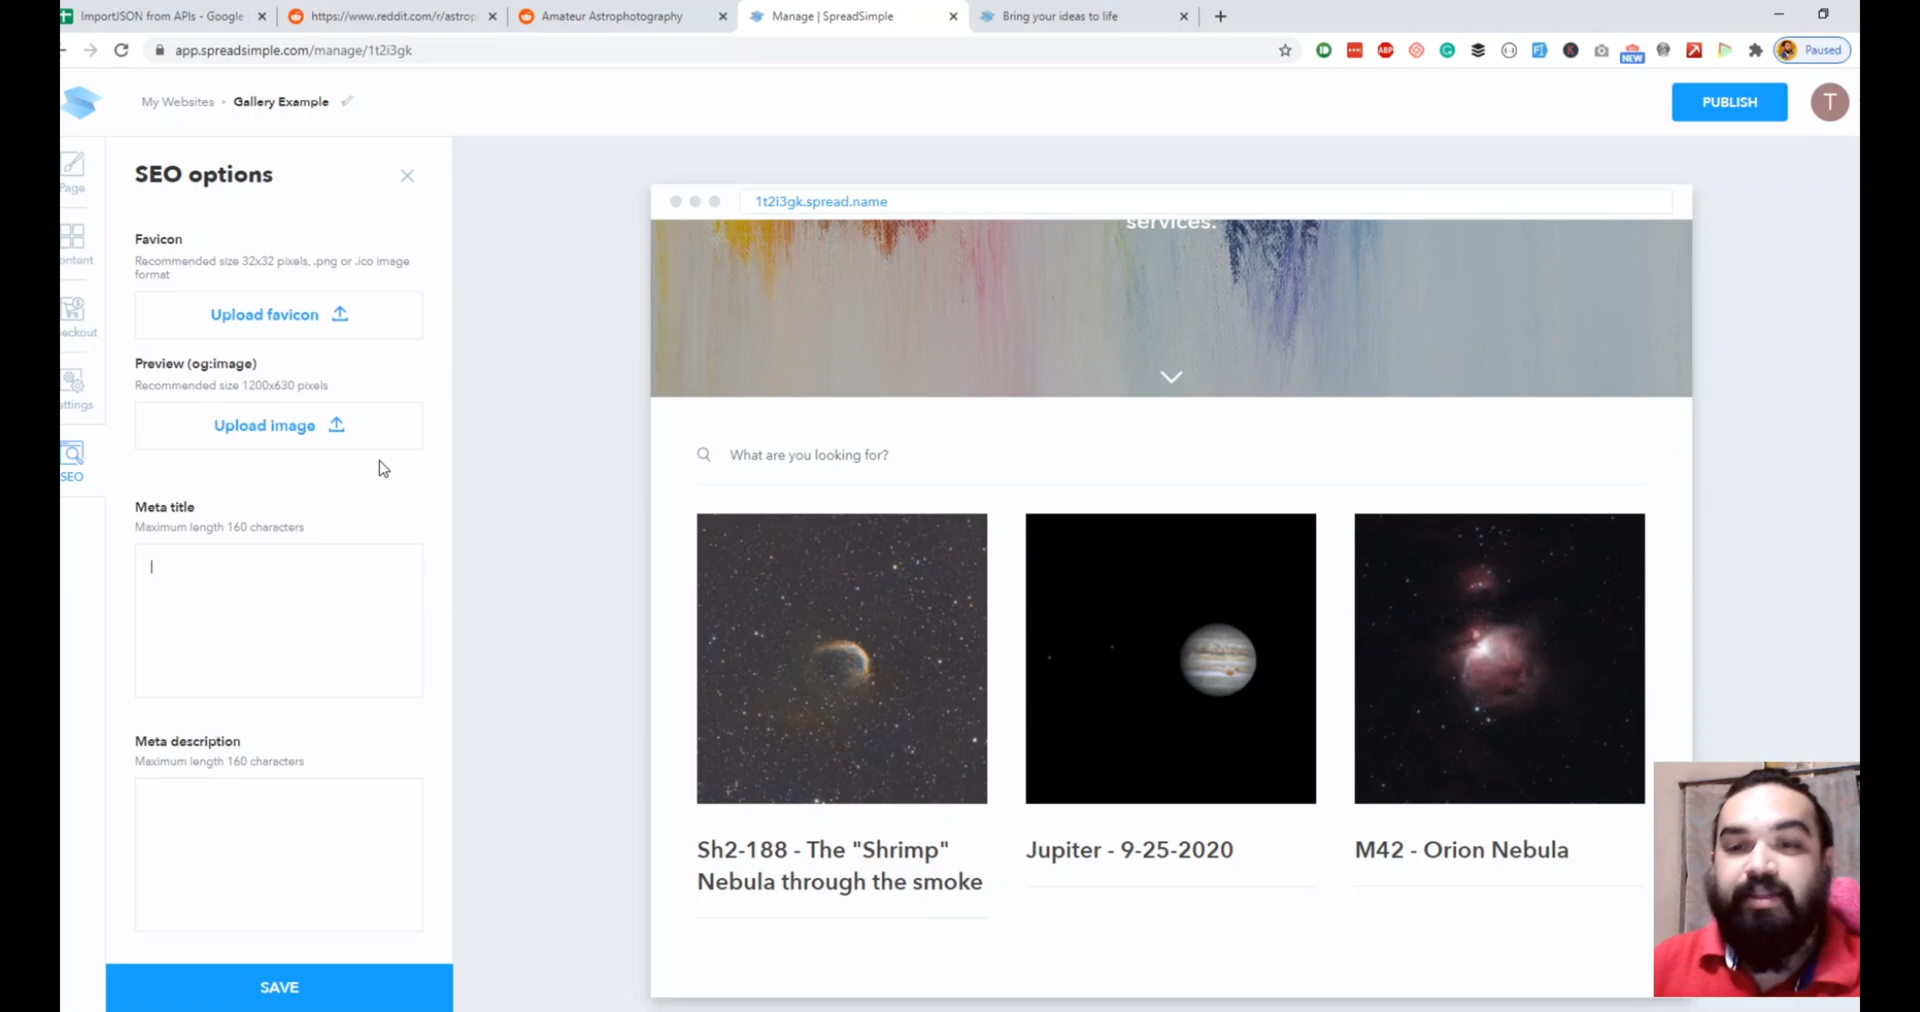 ImportJSON from APIs - Google
https://www.reddit.com/r/astrop
Amateur Astrophotography
Manage | SpreadSimple
Bring your ideas to life
app.spreadsimple.com/manage/1t2i3gk
ABP
NEW
Paused
My Websites • Gallery Example
PUBLISH
T
Page
ontent
eckout
ettings
SEO
SEO options
Favicon
Recommended size 32x32 pixels, .png or .ico image
format
Upload favicon
Preview (og:image)
Recommended size 1200x630 pixels
Upload image
Meta title
Maximum length 160 characters
Meta description
Maximum length 160 characters
SAVE
1t2i3gk.spread.name
services.
What are you looking for?
Sh2-188 - The "Shrimp"
Nebula through the smoke
Jupiter - 9-25-2020
M42 - Orion Nebula